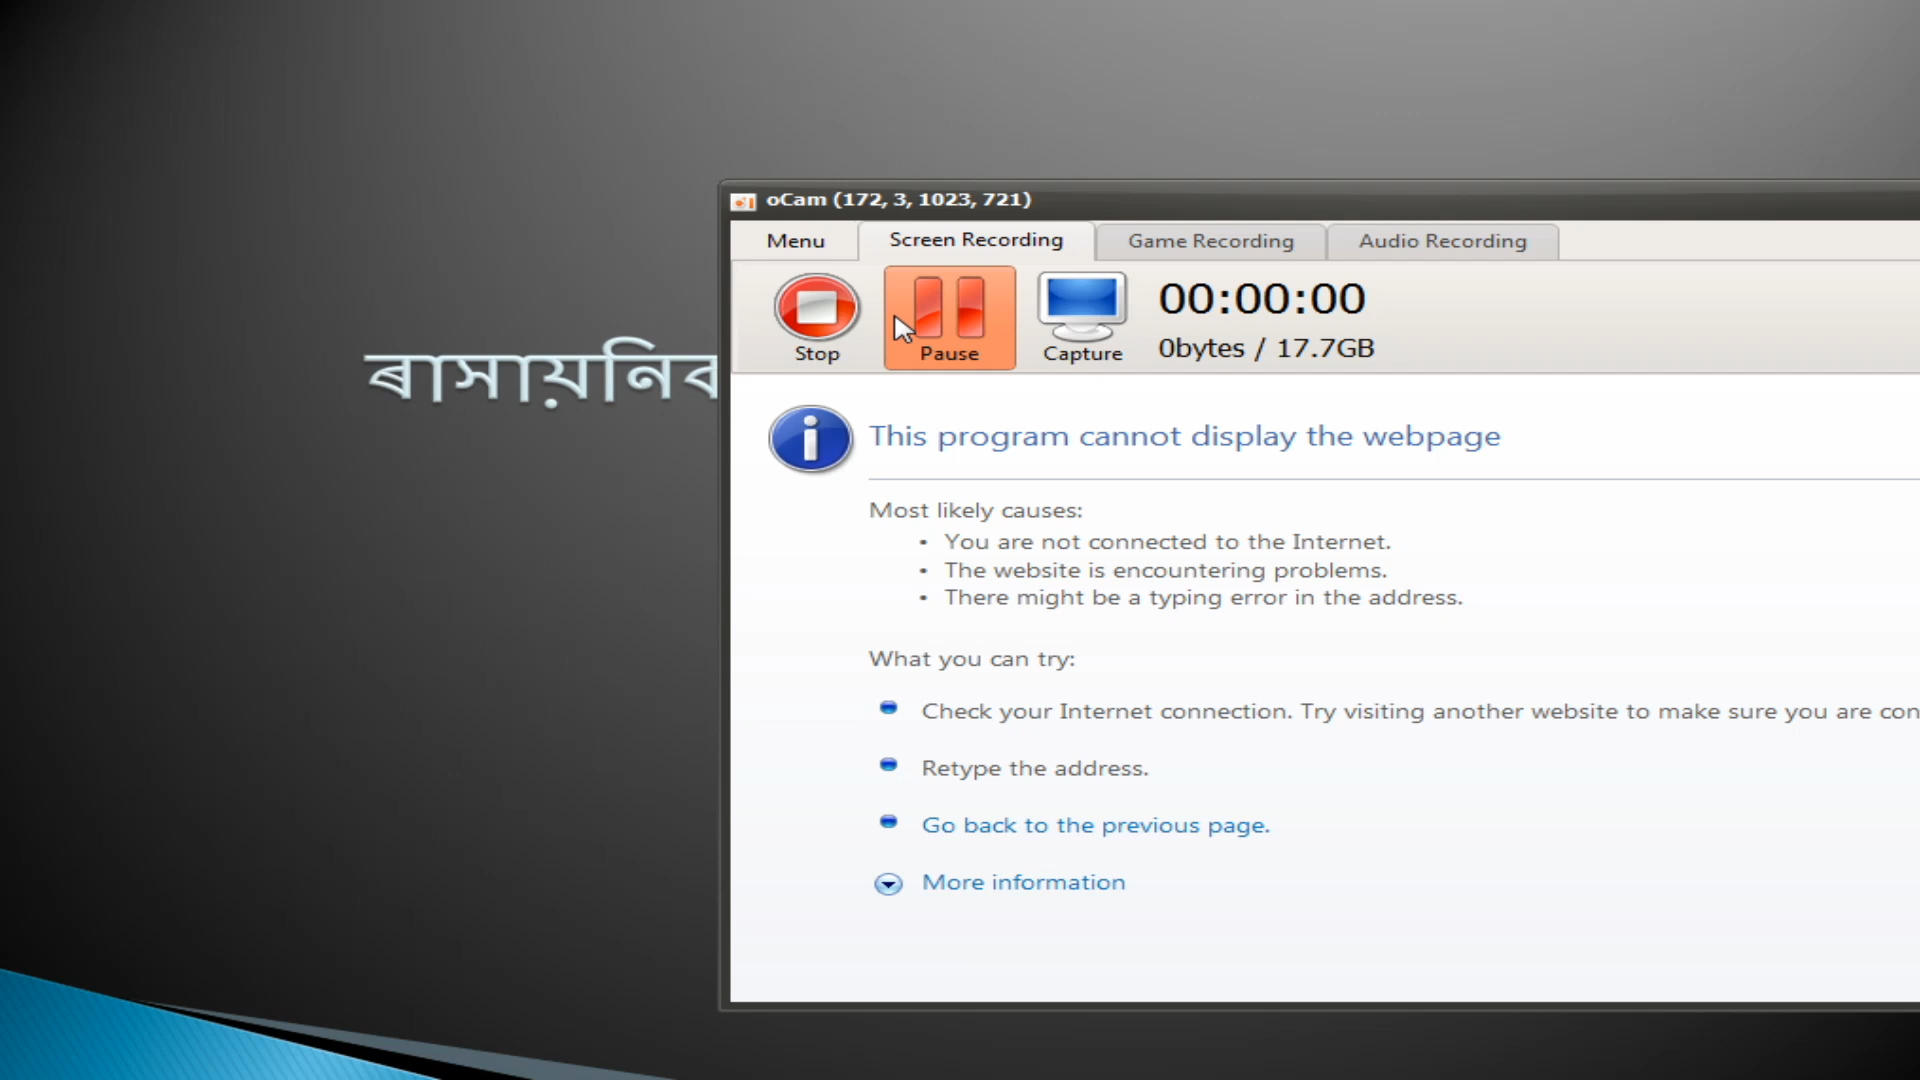 oCam (172, 3, 1023, 721)
Menu Screen Recording Game Recording Audio Recording
Stop Pause Capture
00:00:00
0bytes / 17.7GB
ৰাসায়নি
This program cannot display the webpage
Most likely causes:
• You are not connected to the Internet.
• The website is encountering problems.
• There might be a typing error in the address.
What you can try:
Check your Internet connection. Try visiting another website to make sure you are con
Retype the address.
Go back to the previous page.
More information